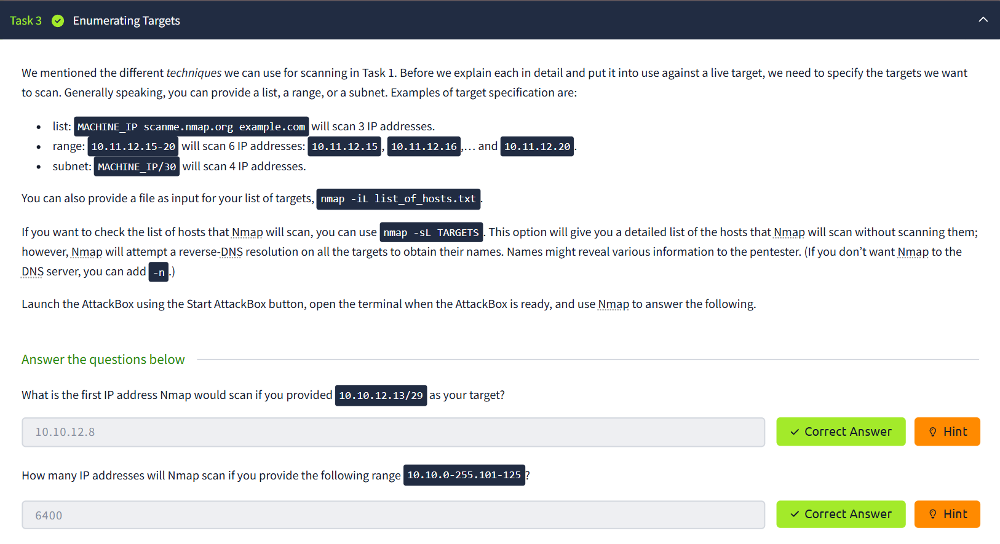 Task 3 Enumerating Targets
We mentioned the different techniques we can use for scanning in Task 1. Before we explain each in detail and put it into use against a live target, we need to specify the targets we want
to scan. Generally speaking, you can provide a list, a range, or a subnet. Examples of target specification are:
• list: MACHINE_IP scanme.nmap.org example.com will scan 3 IP addresses.
• range: 10.11.12.15-20 will scan 6 IP addresses: 10.11.12.15, 10.11.12.16,... and 10.11.12.20.
• subnet: MACHINE_IP/30 will scan 4 IP addresses.
You can also provide a file as input for your list of targets, nmap -iL list_of_hosts.txt.
If you want to check the list of hosts that Nmap will scan, you can use nmap -sL TARGETS. This option will give you a detailed list of the hosts that Nmap will scan without scanning them;
however, Nmap will attempt a reverse-DNS resolution on all the targets to obtain their names. Names might reveal various information to the pentester. (If you don’t want Nmap to the
DNS server, you can add -n.)
Launch the AttackBox using the Start AttackBox button, open the terminal when the AttackBox is ready, and use Nmap to answer the following.
Answer the questions below
What is the first IP address Nmap would scan if you provided 10.10.12.13/29 as your target?
10.10.12.8 Correct Answer Hint
How many IP addresses will Nmap scan if you provide the following range 10.10.0-255.101-125?
6400 Correct Answer Hint